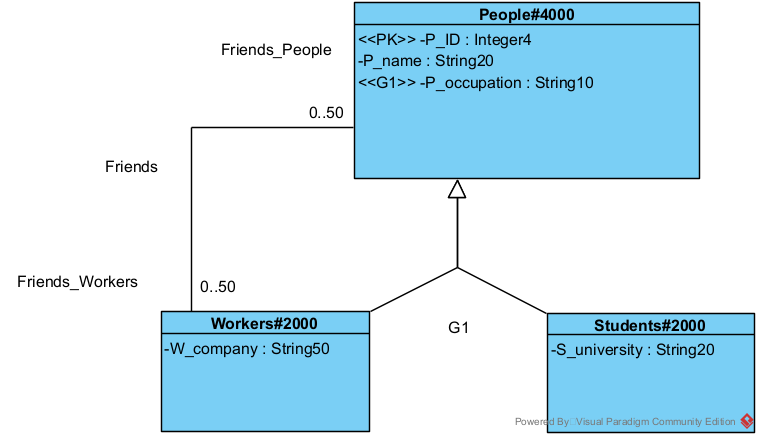 People#4000
<<PK>> -P_ID : Integer4
-P_name : String20
<<G1>> -P_occupation : String10
Friends_People
0..50
Friends
Friends_Workers
0..50
Workers#2000
-W_company : String50
G1
Students#2000
-S_university : String20
Powered By Visual Paradigm Community Edition